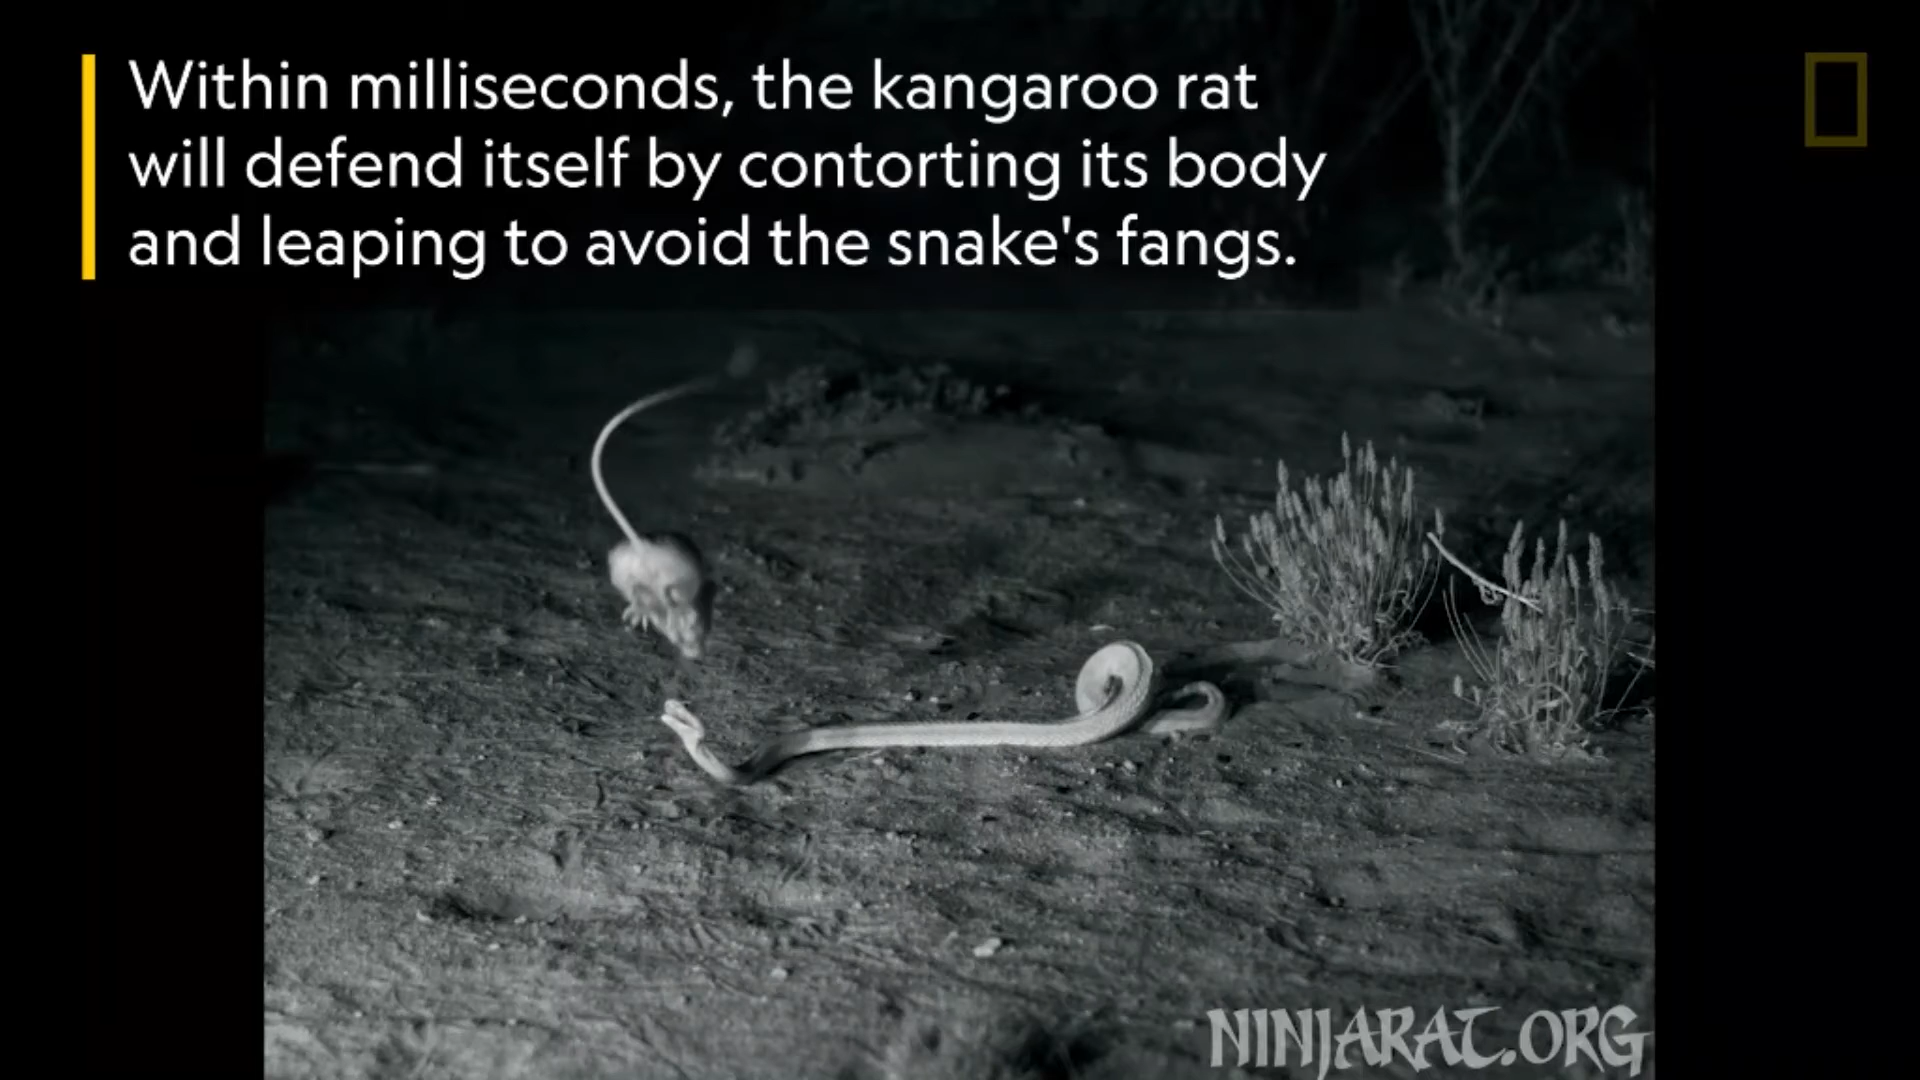 Within milliseconds, the kangaroo rat
will defend itself by contorting its body
and leaping to avoid the snake's fangs.
NINJARAT.ORG